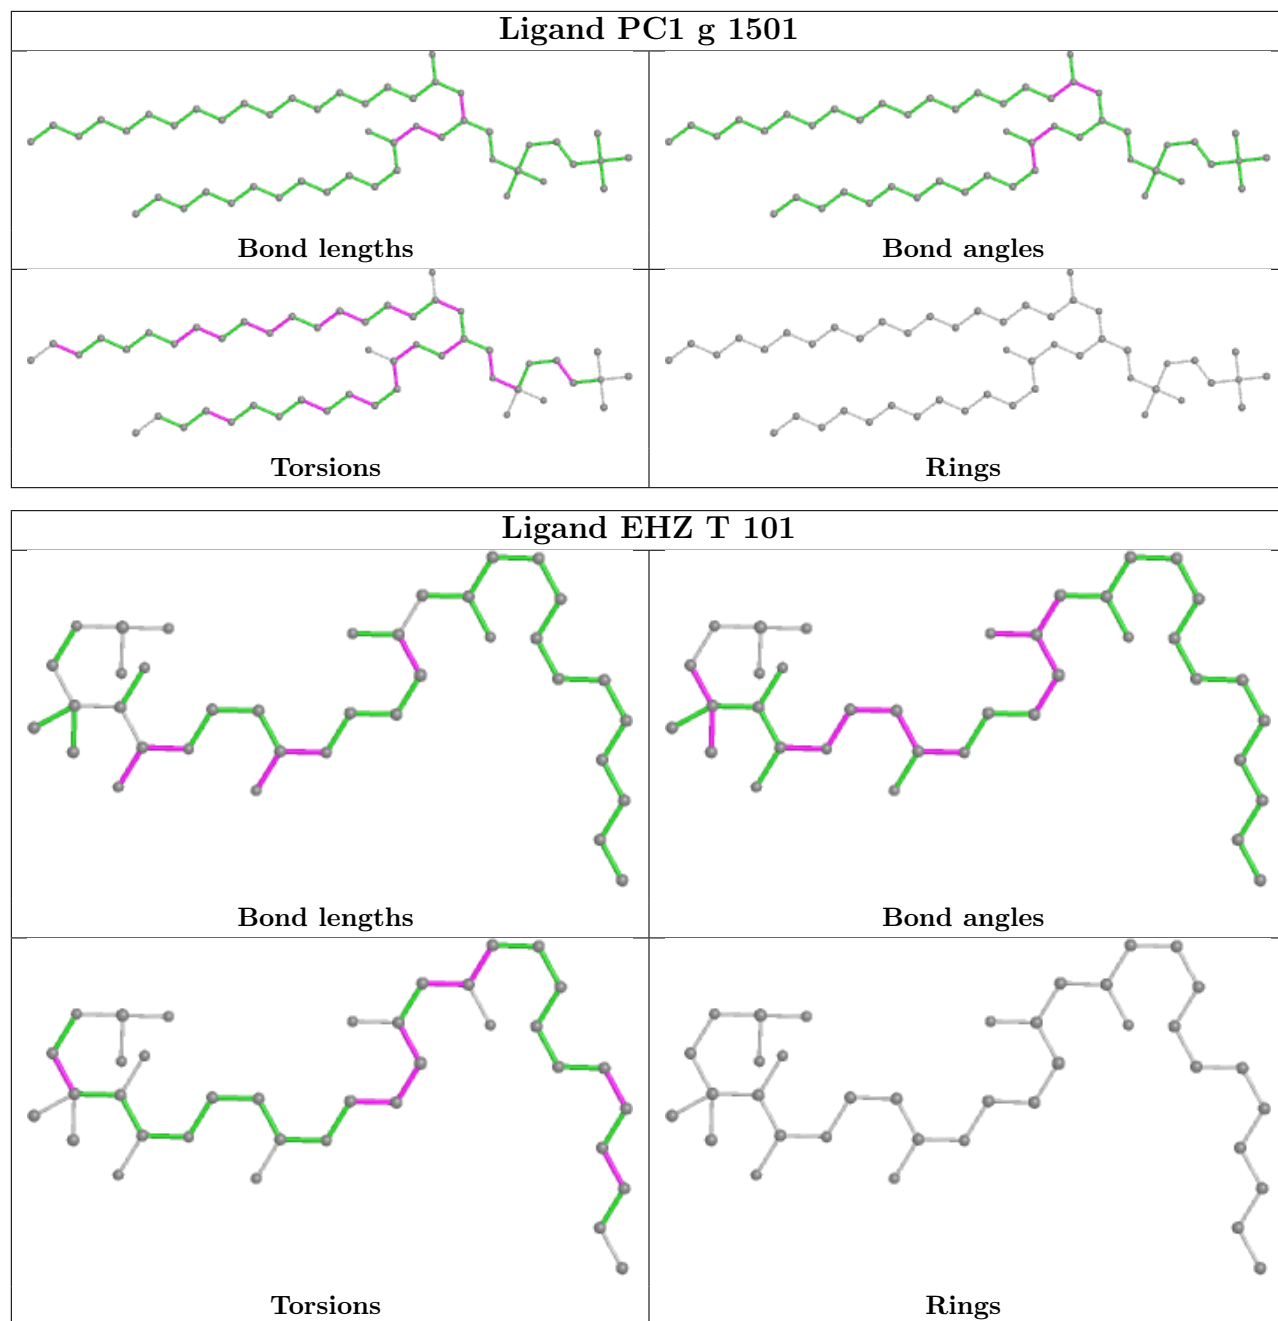 Ligand PC1 g 1501
Bond lengths
Bond angles
Torsions
Rings
Ligand EHZ T 101
Bond lengths
Bond angles
Torsions
Rings